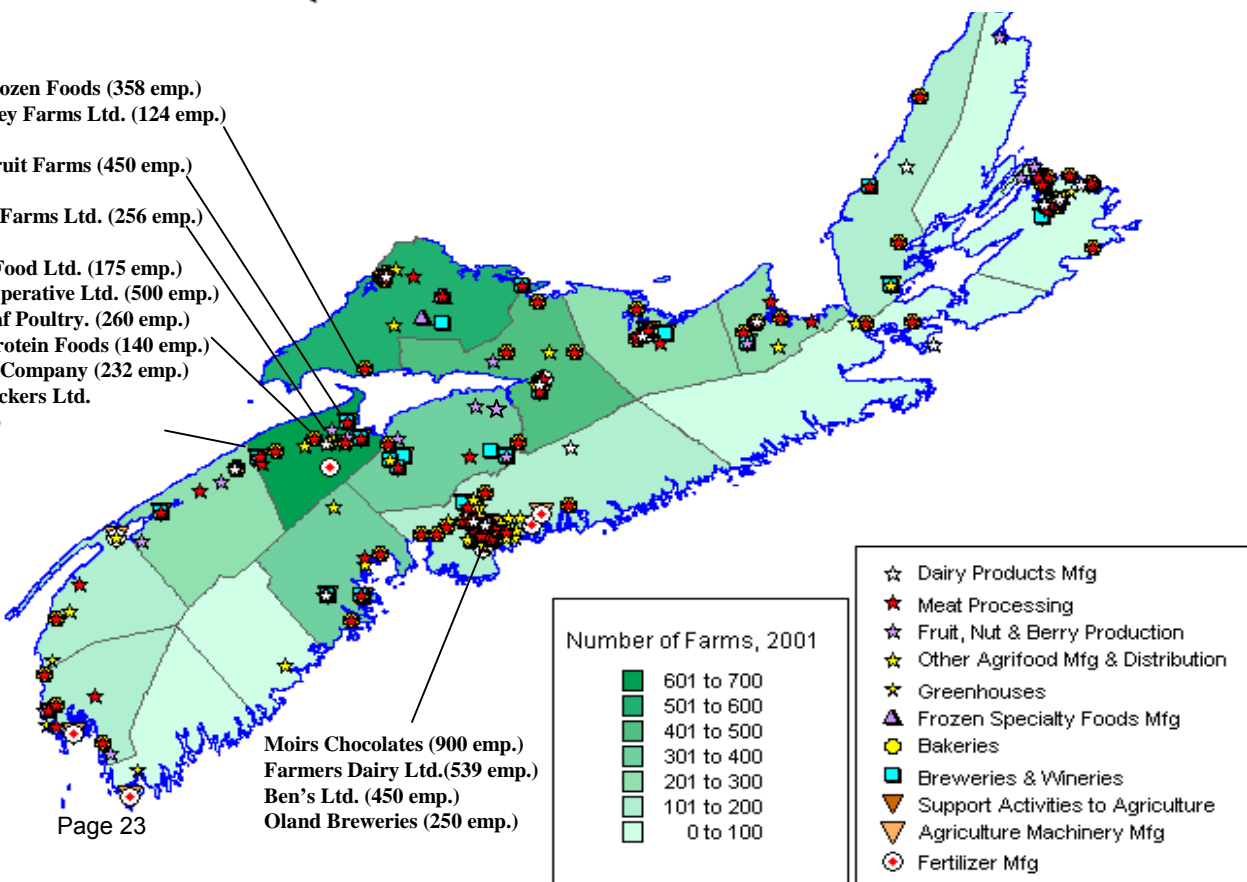 ozen Foods (358 emp.)
ey Farms Ltd. (124 emp.)
ruit Farms (450 emp.)
Farms Ltd. (256 emp.)
Food Ltd. (175 emp.)
perative Ltd. (500 emp.)
af Poultry. (260 emp.)
rotein Foods (140 emp.)
Company (232 emp.)
ckers Ltd.
)
Moirs Chocolates (900 emp.)
Farmers Dairy Ltd.(539 emp.)
Ben's Ltd. (450 emp.)
Oland Breweries (250 emp.)
Page 23
Number of Farms, 2001
601 to 700
501 to 600
401 to 500
301 to 400
201 to 300
101 to 200
0 to 100
Dairy Products Mfg
Meat Processing
Fruit, Nut & Berry Production
Other Agrifood Mfg & Distribution
Greenhouses
Frozen Specialty Foods Mfg
Bakeries
Breweries & Wineries
Support Activities to Agriculture
Agriculture Machinery Mfg
Fertilizer Mfg